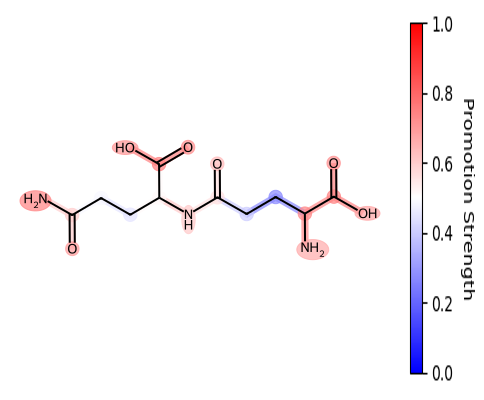 HO
O
H₂N
O
N
H
O
NH₂
O
OH
1.0
0.8
0.6
0.4
0.2
0.0
Promotion Strength